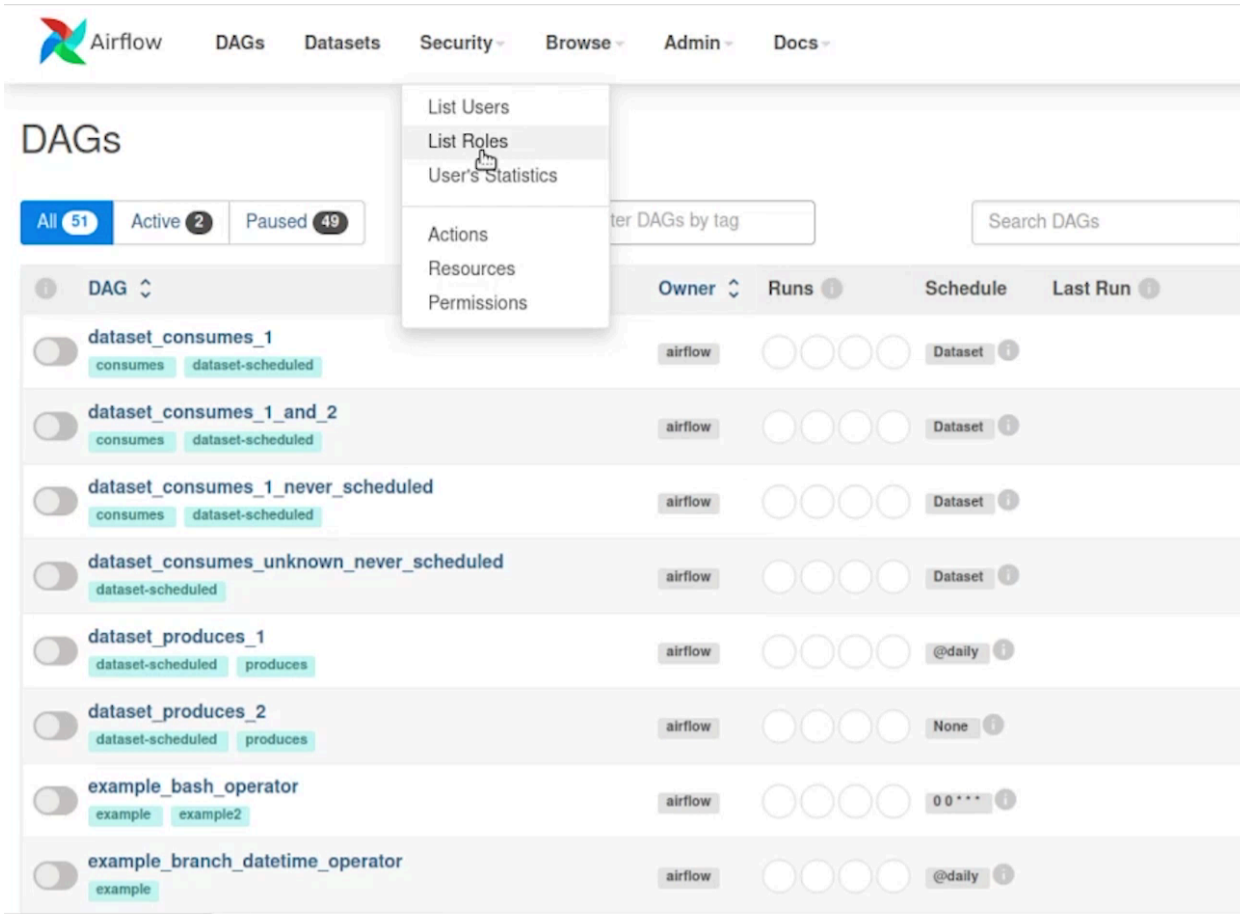 Airflow DAGs Datasets Security Browse Admin Docs
List Users
List Roles
User's Statistics
Actions
Resources
Permissions
DAGs
All 51 Active 2 Paused 49 DAGs by tag Search DAGs
DAG Owner Runs Schedule Last Run
dataset_consumes_1
consumes dataset-scheduled airflow Dataset
dataset_consumes_1_and_2
consumes dataset-scheduled airflow Dataset
dataset_consumes_1_never_scheduled
consumes dataset-scheduled airflow Dataset
dataset_consumes_unknown_never_scheduled
dataset-scheduled airflow Dataset
dataset_produces_1
dataset-scheduled produces airflow @daily
dataset_produces_2
dataset-scheduled produces airflow None
example_bash_operator
example example2 airflow 0 0 * * *
example_branch_datetime_operator
example airflow @daily